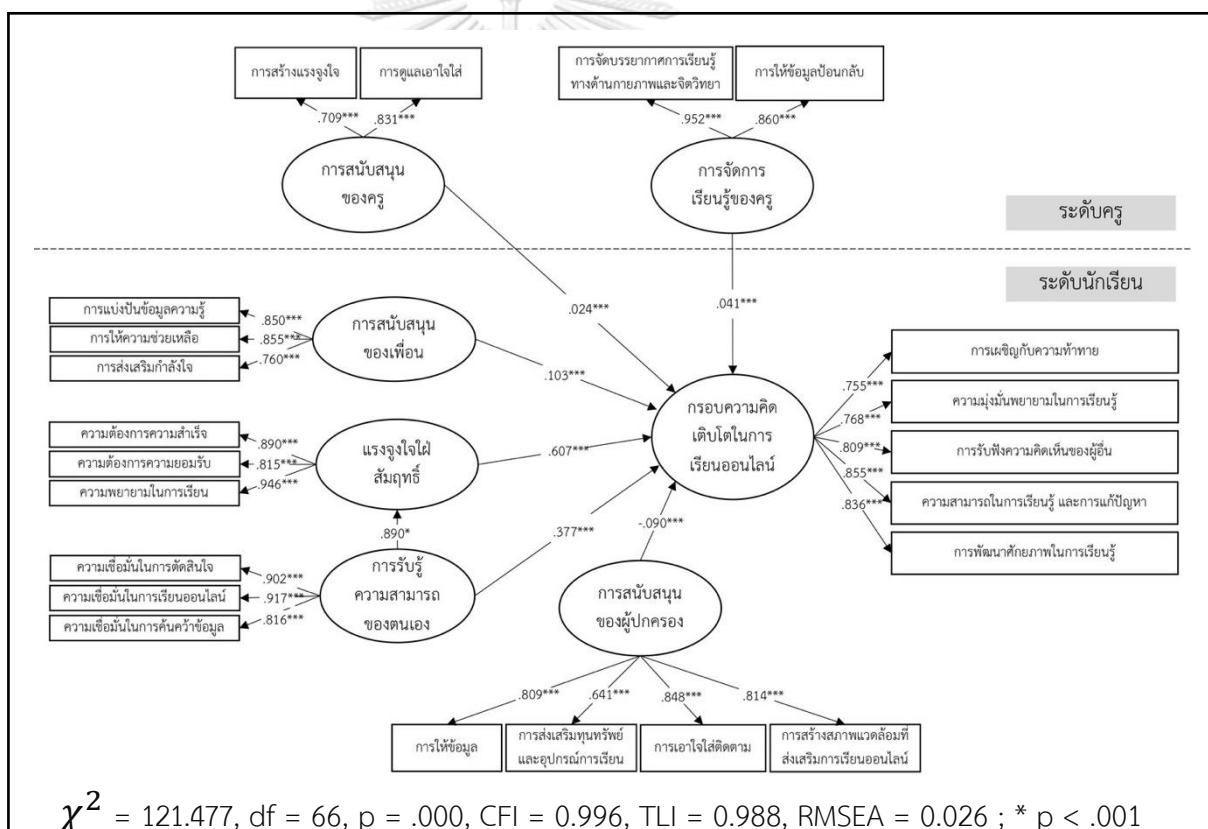 การสร้างแรงจูงใจ
การดูแลเอาใจใส่
การจัดบรรยากาศการเรียนรู้
ทางด้านกายภาพและจิตวิทยา
การให้ข้อมูลป้อนกลับ
.709***
.831***
.952***
.860***
การสนับสนุน
ของครู
การจัดการ
เรียนรู้ของครู
ระดับครู
ระดับนักเรียน
.024***
.041***
การแบ่งปันข้อมูลความรู้
การให้ความช่วยเหลือ
การส่งเสริมกำลังใจ
.850***
.855***
.760***
การสนับสนุน
ของเพื่อน
.103***
ความต้องการความสำเร็จ
ความต้องการความยอมรับ
ความพยายามในการเรียน
.890***
.815***
.946***
แรงจูงใจใฝ่
สัมฤทธิ์
.607***
กรอบความคิด
เติบโตในการ
เรียนออนไลน์
.755***
.768***
.809***
.855***
.836***
การเผชิญกับความท้าทาย
ความมุ่งมั่นพยายามในการเรียนรู้
การรับฟังความคิดเห็นของผู้อื่น
ความสามารถในการเรียนรู้ และการแก้ปัญหา
การพัฒนาศักยภาพในการเรียนรู้
.890*
.377***
-.090***
ความเชื่อมั่นในการตัดสินใจ
ความเชื่อมั่นในการเรียนออนไลน์
ความเชื่อมั่นในการค้นคว้าข้อมูล
.902***
.917***
.816***
การรับรู้
ความสามารถ
ของตนเอง
การสนับสนุน
ของผู้ปกครอง
.809***
.641***
.848***
.814***
การให้ข้อมูล
การส่งเสริมทุนทรัพย์
และอุปกรณ์การเรียน
การเอาใจใส่ติดตาม
การสร้างสภาพแวดล้อมที่
ส่งเสริมการเรียนออนไลน์
χ² = 121.477, df = 66, p = .000, CFI = 0.996, TLI = 0.988, RMSEA = 0.026 ; * p < .001